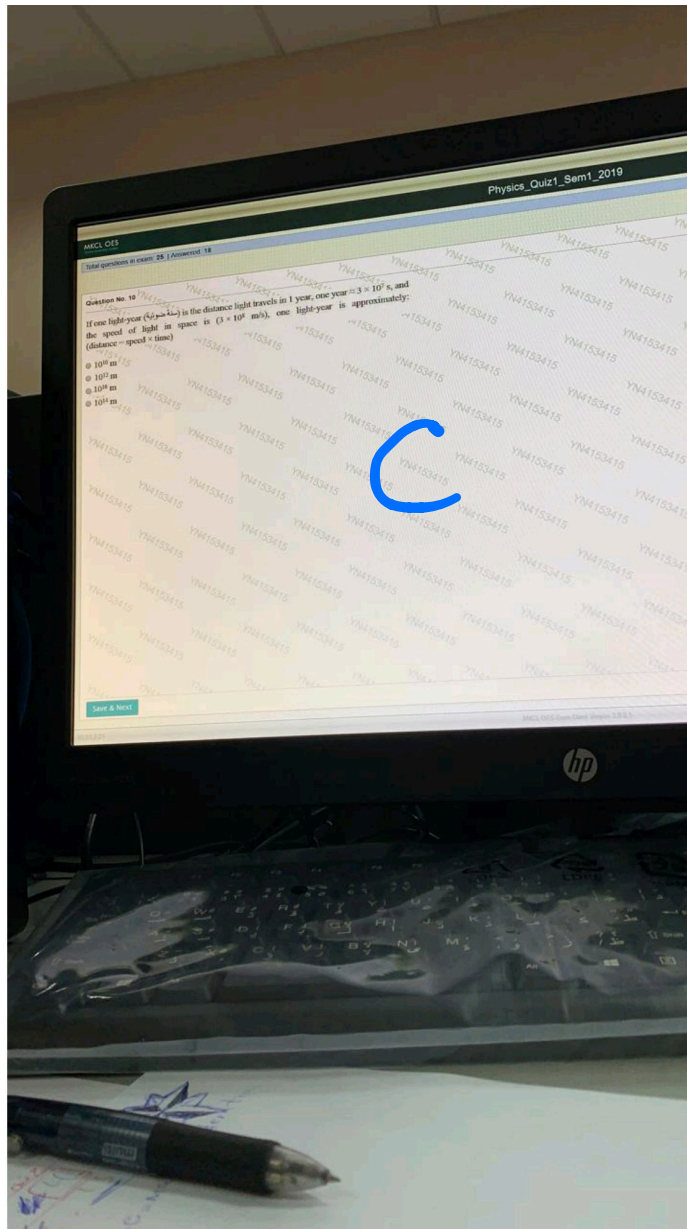 Physics_Quiz1_Sem1_2019
MKCL OES
Total questions in exam: 25 | Answered: 18
Question No. 10
If one light-year (سنة ضوئية) is the distance light travels in 1 year, one year = 3 × 10⁷ s, and
the speed of light in space is (3 × 10⁸ m/s), one light-year is approximately:
(distance = speed × time)
10¹⁰ m
10¹² m
10¹⁶ m
10¹⁴ m
YN4153415
C
Save & Next
hp